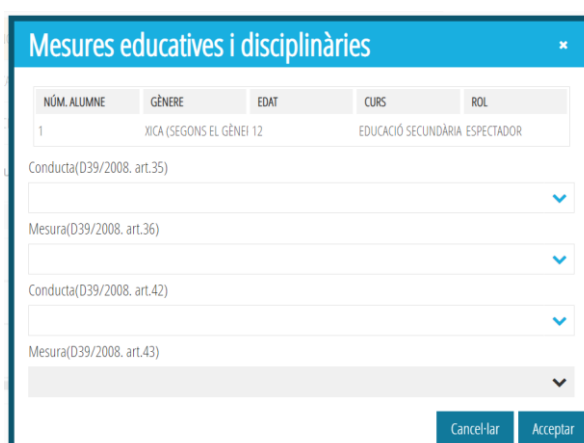 Mesures educatives i disciplinàries
NÚM. ALUMNE GÈNERE EDAT CURS ROL
1 XICA (SEGONS EL GÈNEI 12 EDUCACIÓ SECUNDÀRIA ESPECTADOR
Conducta(D39/2008. art.35)
Mesura(D39/2008. art.36)
Conducta(D39/2008. art.42)
Mesura(D39/2008. art.43)
Cancel·lar Acceptar